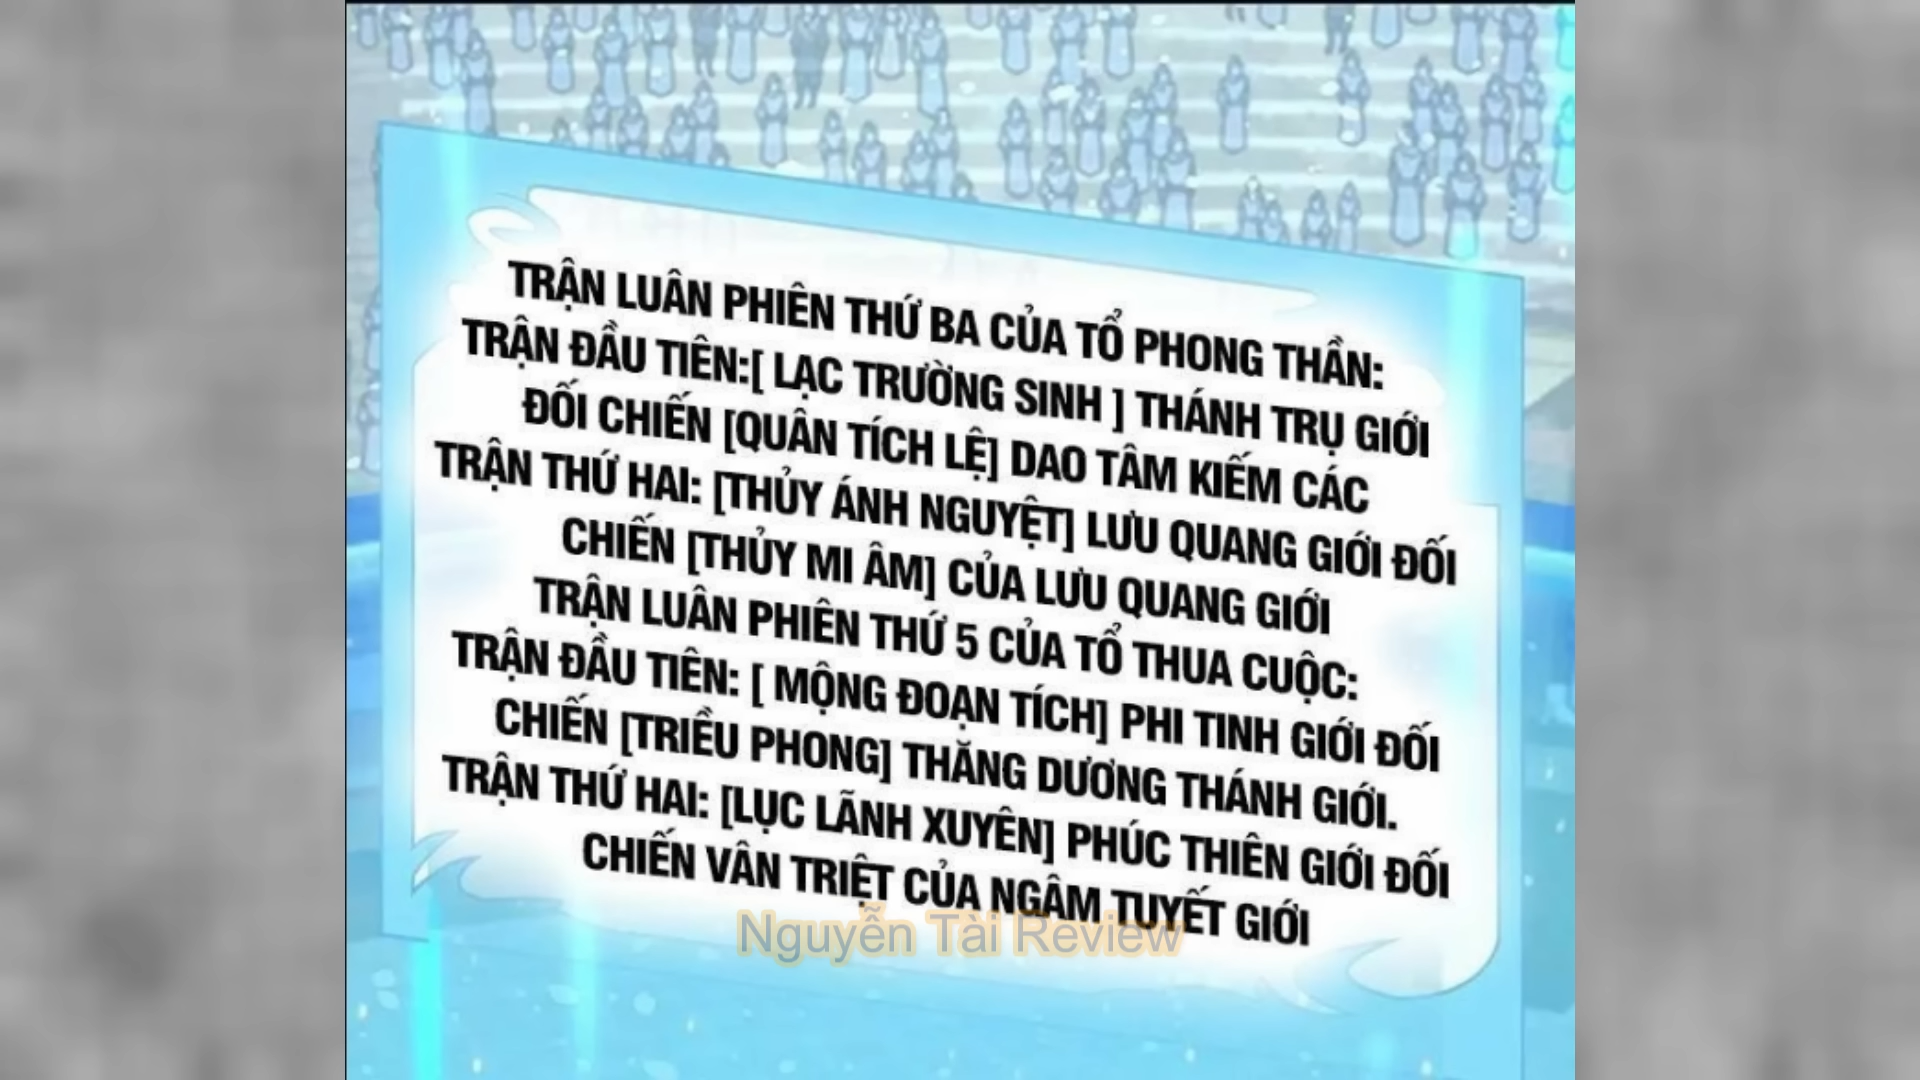 TRẬN LUÂN PHIÊN THỨ BA CỦA TỔ PHONG THẦN:
TRẬN ĐẦU TIÊN:[ LẠC TRƯỜNG SINH ] THÁNH TRỤ GIỚI
ĐỐI CHIẾN [QUÂN TÍCH LỆ] DAO TÂM KIẾM CÁC
TRẬN THỨ HAI: [THỦY ÁNH NGUYỆT] LƯU QUANG GIỚI ĐỐI
CHIẾN [THỦY MI ÂM] CỦA LƯU QUANG GIỚI
TRẬN LUÂN PHIÊN THỨ 5 CỦA TỔ THUA CUỘC:
TRẬN ĐẦU TIÊN: [ MỘNG ĐOẠN TÍCH] PHI TINH GIỚI ĐỐI
CHIẾN [TRIỀU PHONG] THĂNG DƯƠNG THÁNH GIỚI.
TRẬN THỨ HAI: [LỤC LÃNH XUYÊN] PHÚC THIÊN GIỚI ĐỐI
CHIẾN VÂN TRIỆT CỦA NGÂM TUYẾT GIỚI
Nguyễn Tài Review